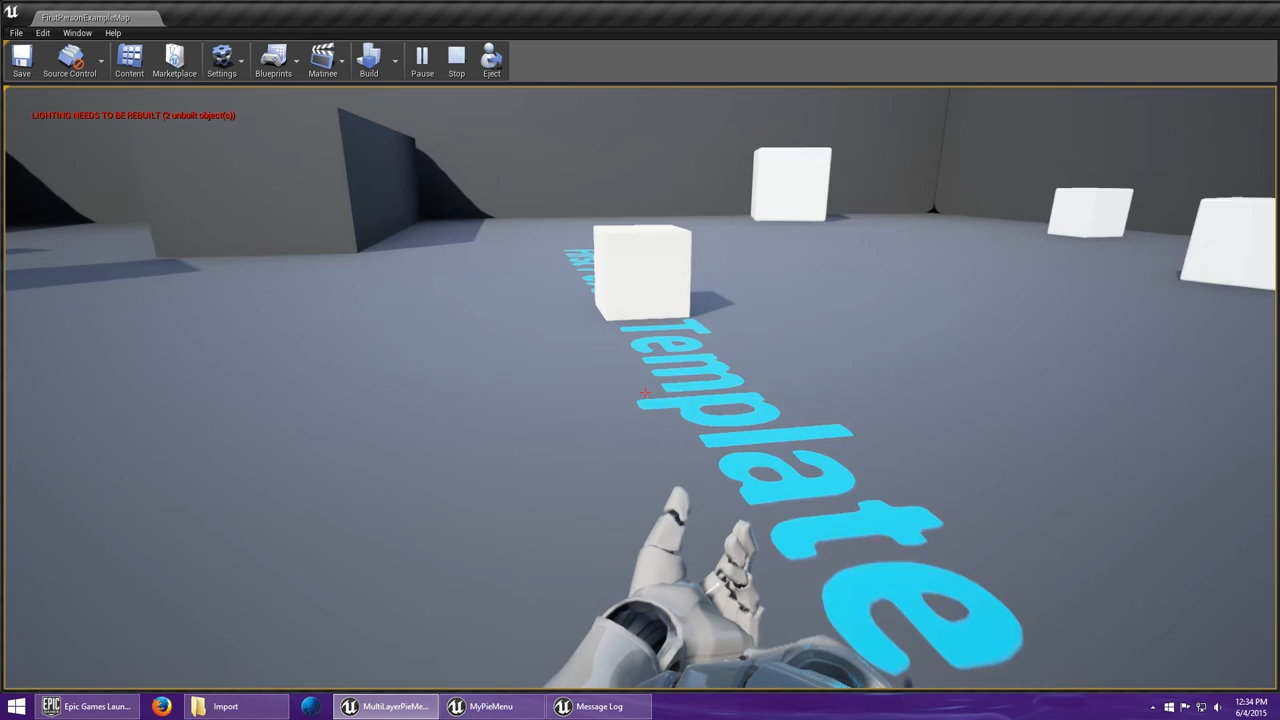 FirstPersonExampleMap
File Edit Window Help
Save Source Control Content Marketplace Settings Blueprints Matinee Build Pause Stop Eject
LIGHTING NEEDS TO BE REBUILT (2 unbuilt object(s))
Template
EPIC GAMES Epic Games Laun... Import MultiLayerPieMe... MyPieMenu Message Log
12:34 PM
6/4/2015